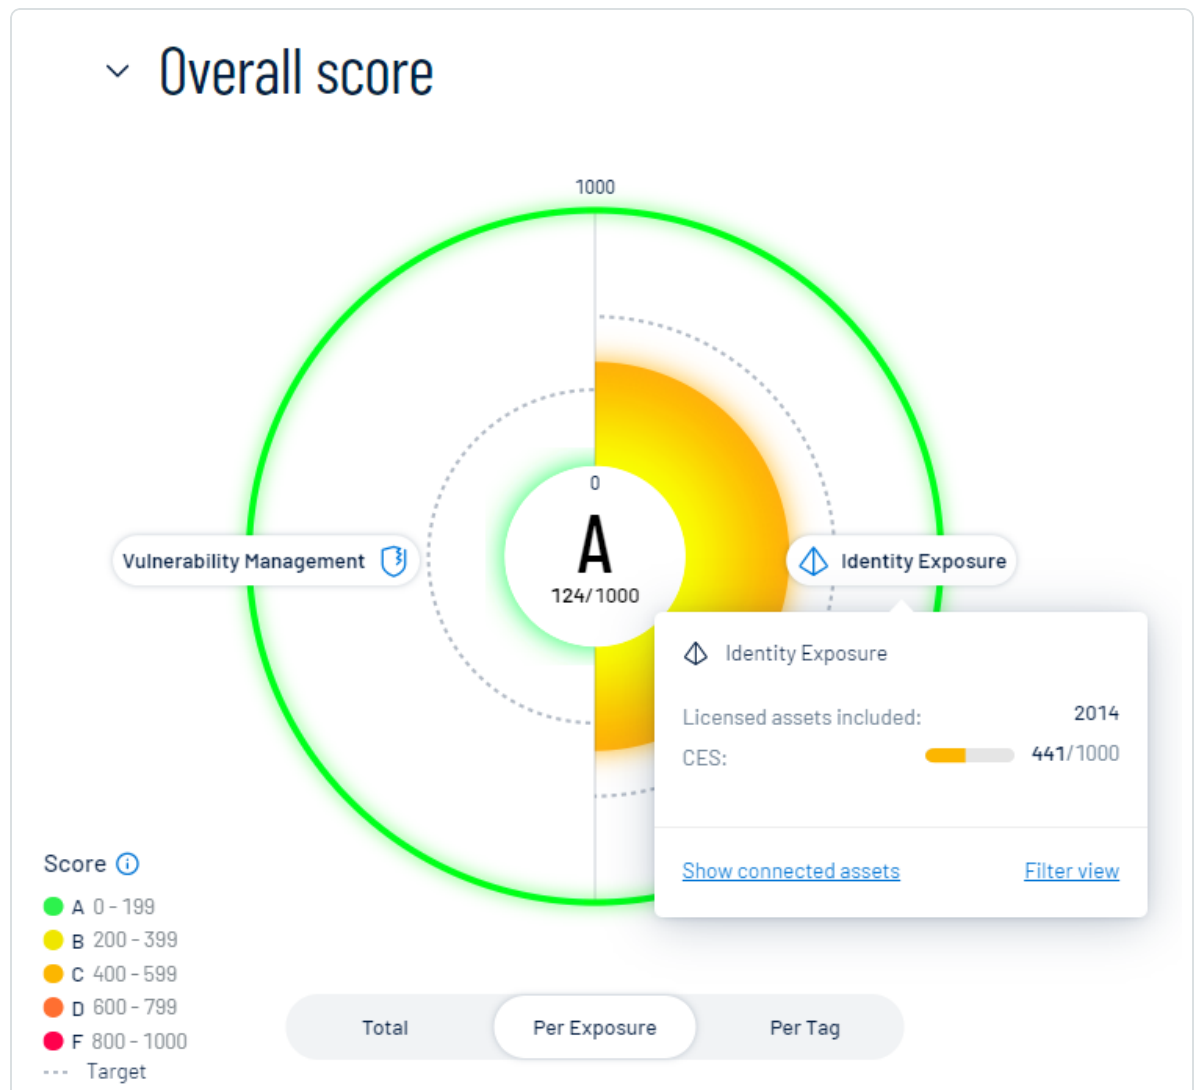 Overall score
1000
0
A
124/1000
Vulnerability Management
Identity Exposure
Identity Exposure
Licensed assets included: 2014
CES: 441/1000
Show connected assets Filter view
Score
A 0 - 199
B 200 - 399
C 400 - 599
D 600 - 799
F 800 - 1000
Target
Total Per Exposure Per Tag